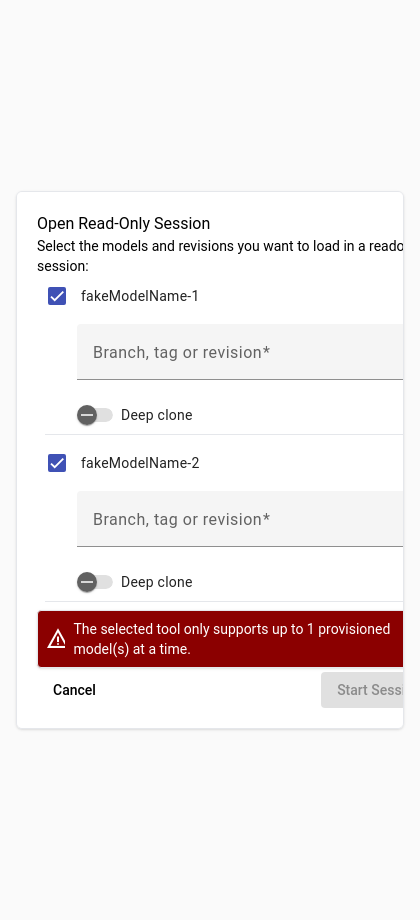 Open Read-Only Session
Select the models and revisions you want to load in a reado
session:
fakeModelName-1
Branch, tag or revision*
Deep clone
fakeModelName-2
Branch, tag or revision*
Deep clone
The selected tool only supports up to 1 provisioned
model(s) at a time.
Cancel
Start Sess